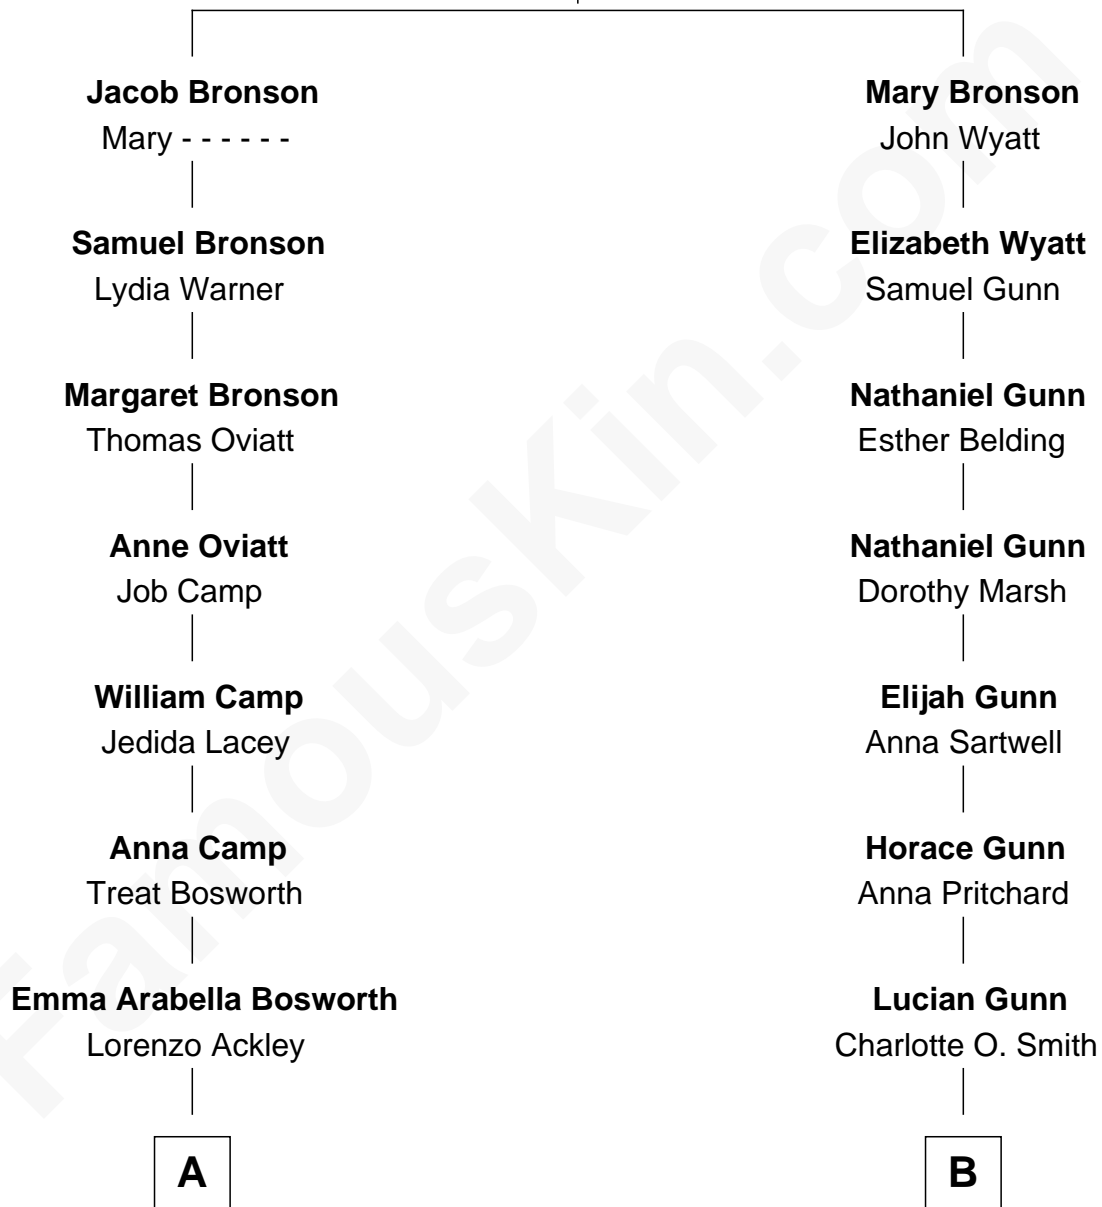 Jacob Bronson
Mary - - - - - -
Samuel Bronson
Lydia Warner
Margaret Bronson
Thomas Oviatt
Anne Oviatt
Job Camp
William Camp
Jedida Lacey
Anna Camp
Treat Bosworth
Emma Arabella Bosworth
Lorenzo Ackley
A
Mary Bronson
John Wyatt
Elizabeth Wyatt
Samuel Gunn
Nathaniel Gunn
Esther Belding
Nathaniel Gunn
Dorothy Marsh
Elijah Gunn
Anna Sartwell
Horace Gunn
Anna Pritchard
Lucian Gunn
Charlotte O. Smith
B
FamousKin.com